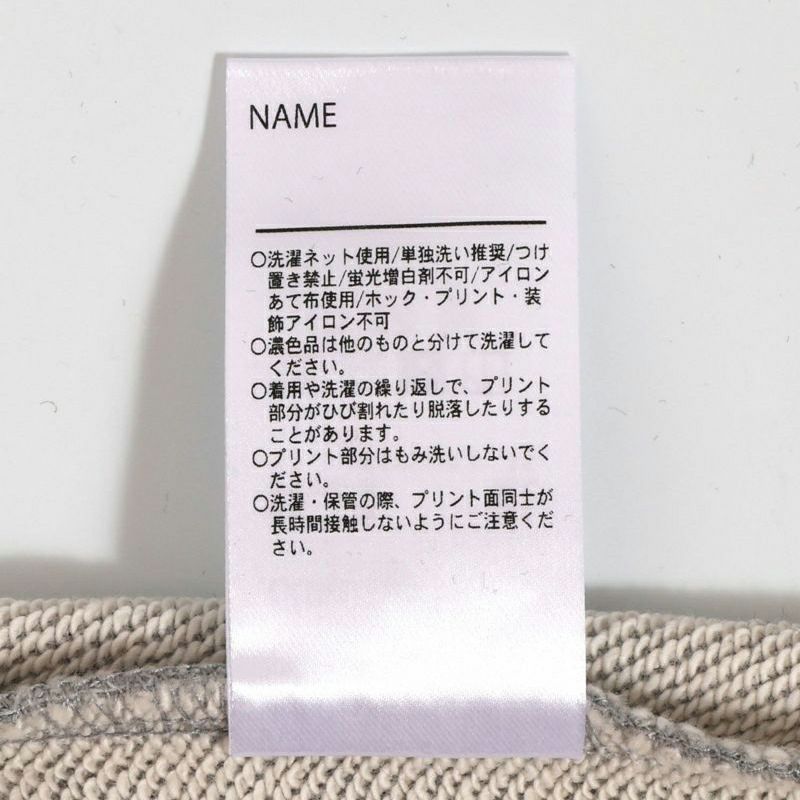 NAME
○洗濯ネット使用/単独洗い推奨/つけ
置き禁止/蛍光増白剤不可/アイロン
あて布使用/ホック・プリント・装
飾アイロン不可
○濃色品は他のものと分けて洗濯して
ください。
○着用や洗濯の繰り返しで、プリント
部分がひび割れたり脱落したりする
ことがあります。
○プリント部分はもみ洗いしないでく
ださい。
○洗濯・保管の際、プリント面同士が
長時間接触しないようにご注意くだ
さい。